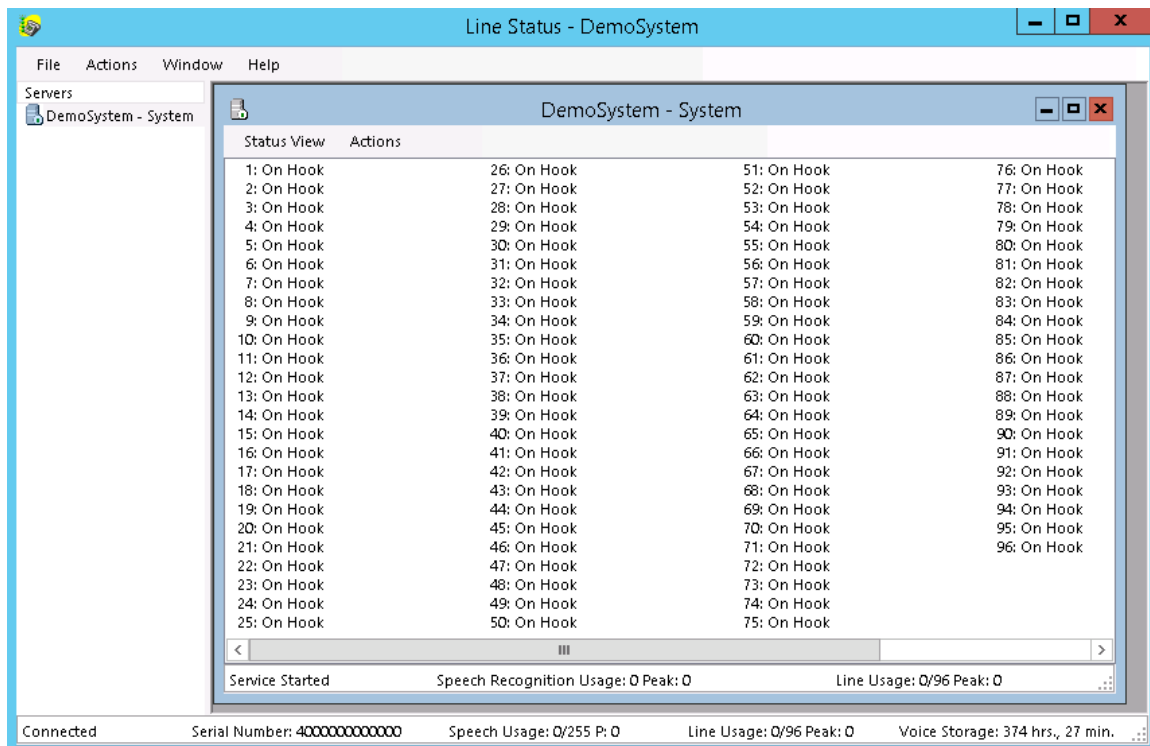 Line Status - DemoSystem
File Actions Window Help
Servers
DemoSystem - System
DemoSystem - System
Status View Actions
1: On Hook 26: On Hook 51: On Hook 76: On Hook
2: On Hook 27: On Hook 52: On Hook 77: On Hook
3: On Hook 28: On Hook 53: On Hook 78: On Hook
4: On Hook 29: On Hook 54: On Hook 79: On Hook
5: On Hook 30: On Hook 55: On Hook 80: On Hook
6: On Hook 31: On Hook 56: On Hook 81: On Hook
7: On Hook 32: On Hook 57: On Hook 82: On Hook
8: On Hook 33: On Hook 58: On Hook 83: On Hook
9: On Hook 34: On Hook 59: On Hook 84: On Hook
10: On Hook 35: On Hook 60: On Hook 85: On Hook
11: On Hook 36: On Hook 61: On Hook 86: On Hook
12: On Hook 37: On Hook 62: On Hook 87: On Hook
13: On Hook 38: On Hook 63: On Hook 88: On Hook
14: On Hook 39: On Hook 64: On Hook 89: On Hook
15: On Hook 40: On Hook 65: On Hook 90: On Hook
16: On Hook 41: On Hook 66: On Hook 91: On Hook
17: On Hook 42: On Hook 67: On Hook 92: On Hook
18: On Hook 43: On Hook 68: On Hook 93: On Hook
19: On Hook 44: On Hook 69: On Hook 94: On Hook
20: On Hook 45: On Hook 70: On Hook 95: On Hook
21: On Hook 46: On Hook 71: On Hook 96: On Hook
22: On Hook 47: On Hook 72: On Hook
23: On Hook 48: On Hook 73: On Hook
24: On Hook 49: On Hook 74: On Hook
25: On Hook 50: On Hook 75: On Hook
Service Started Speech Recognition Usage: 0 Peak: 0 Line Usage: 0/96 Peak: 0
Connected Serial Number: 4000000000000 Speech Usage: 0/255 P: 0 Line Usage: 0/96 Peak: 0 Voice Storage: 374 hrs., 27 min.